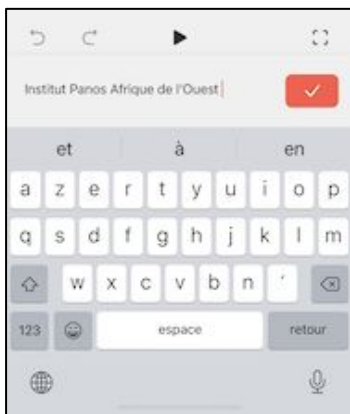 Institut Panos Afrique de l'Ouest
et à en
a z e r t y u i o p
q s d f g h j k l m
w x c v b n ´
123 espace retour